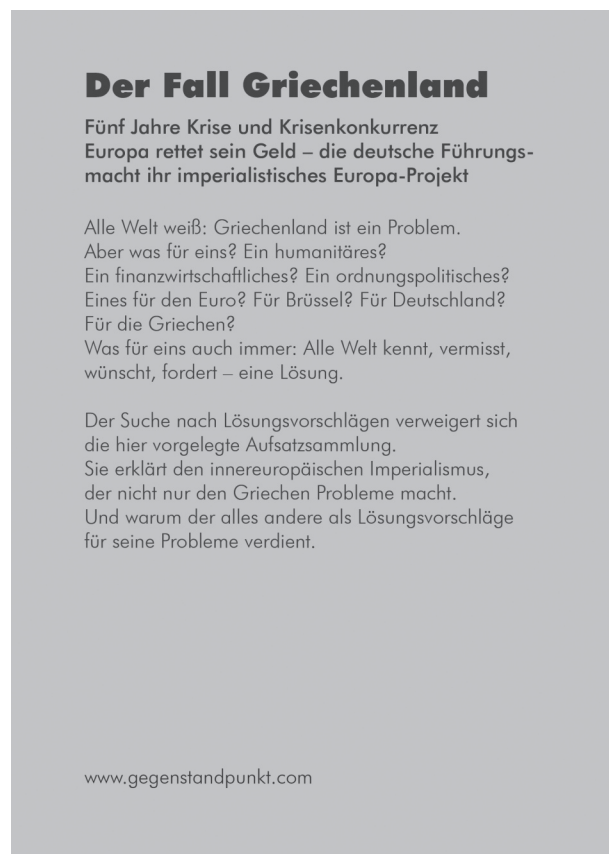 Der Fall Griechenland
Fünf Jahre Krise und Krisenkonkurrenz
Europa rettet sein Geld – die deutsche Führungs-
macht ihr imperialistisches Europa-Projekt
Alle Welt weiß: Griechenland ist ein Problem.
Aber was für eins? Ein humanitäres?
Ein finanzwirtschaftliches? Ein ordnungspolitisches?
Eines für den Euro? Für Brüssel? Für Deutschland?
Für die Griechen?
Was für eins auch immer: Alle Welt kennt, vermisst,
wünscht, fordert – eine Lösung.
Der Suche nach Lösungsvorschlägen verweigert sich
die hier vorgelegte Aufsatzsammlung.
Sie erklärt den innereuropäischen Imperialismus,
der nicht nur den Griechen Probleme macht.
Und warum der alles andere als Lösungsvorschläge
für seine Probleme verdient.
www.gegenstandpunkt.com